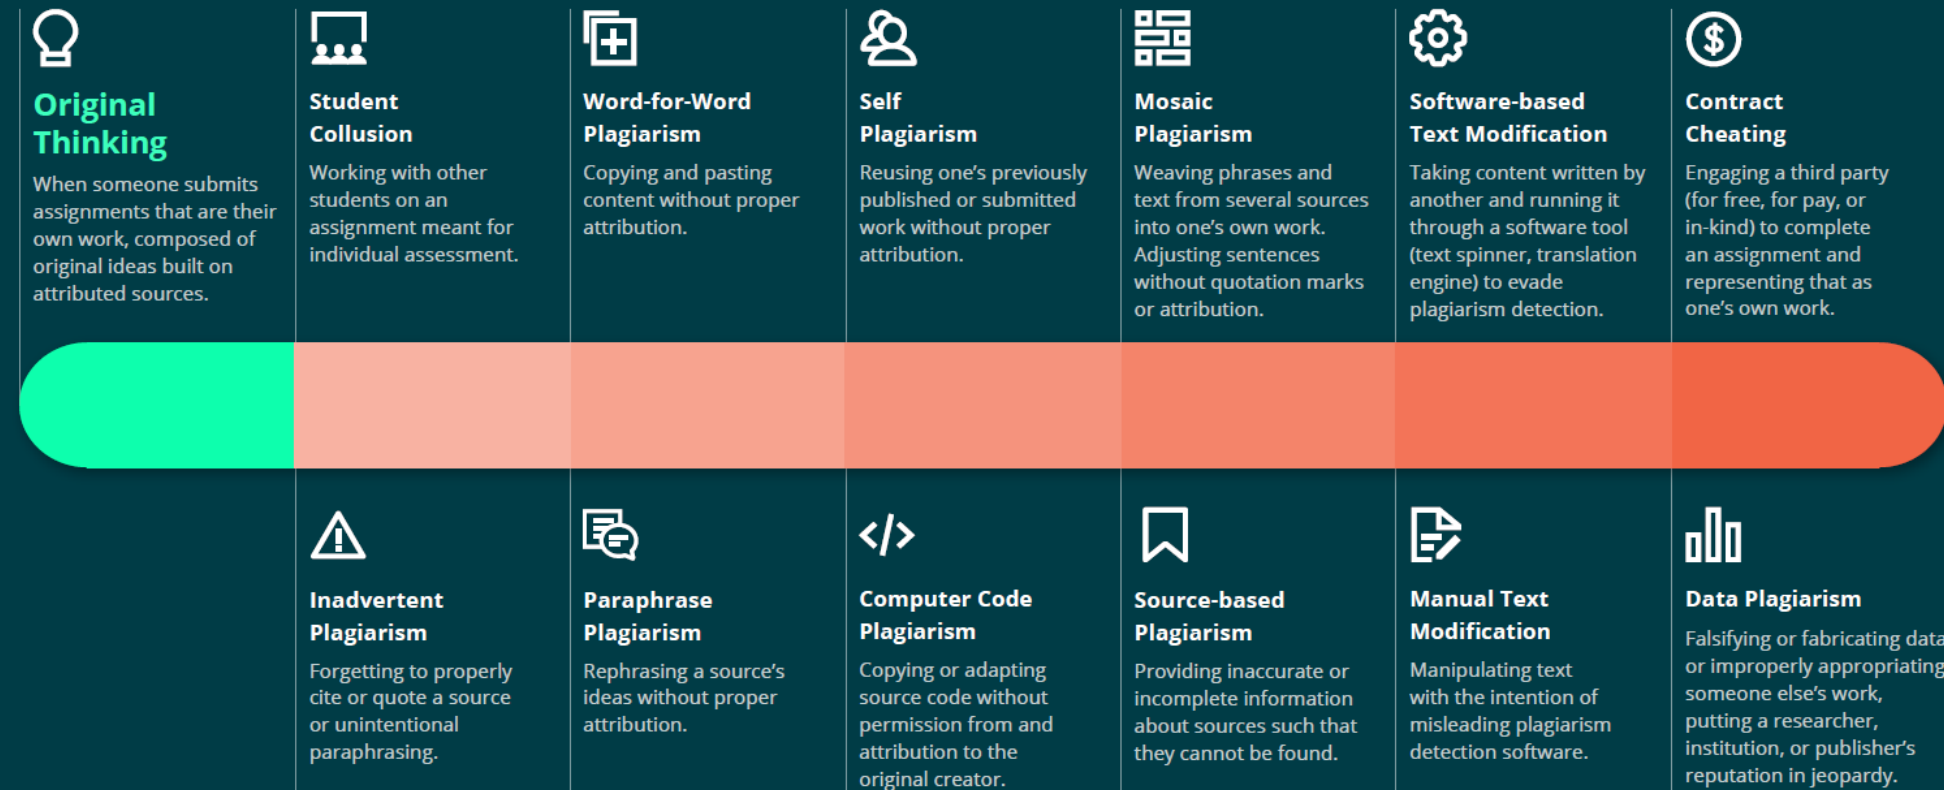 Original
Thinking
When someone submits
assignments that are their
own work, composed of
original ideas built on
attributed sources.
Student
Collusion
Working with other
students on an
assignment meant for
individual assessment.
Word-for-Word
Plagiarism
Copying and pasting
content without proper
attribution.
Self
Plagiarism
Reusing one’s previously
published or submitted
work without proper
attribution.
Mosaic
Plagiarism
Weaving phrases and
text from several sources
into one’s own work.
Adjusting sentences
without quotation marks
or attribution.
Software-based
Text Modification
Taking content written by
another and running it
through a software tool
(text spinner, translation
engine) to evade
plagiarism detection.
Contract
Cheating
Engaging a third party
(for free, for pay, or
in-kind) to complete
an assignment and
representing that as
one’s own work.
Inadvertent
Plagiarism
Forgetting to properly
cite or quote a source
or unintentional
paraphrasing.
Paraphrase
Plagiarism
Rephrasing a source’s
ideas without proper
attribution.
Computer Code
Plagiarism
Copying or adapting
source code without
permission from and
attribution to the
original creator.
Source-based
Plagiarism
Providing inaccurate or
incomplete information
about sources such that
they cannot be found.
Manual Text
Modification
Manipulating text
with the intention of
misleading plagiarism
detection software.
Data Plagiarism
Falsifying or fabricating data
or improperly appropriating
someone else’s work,
putting a researcher,
institution, or publisher’s
reputation in jeopardy.